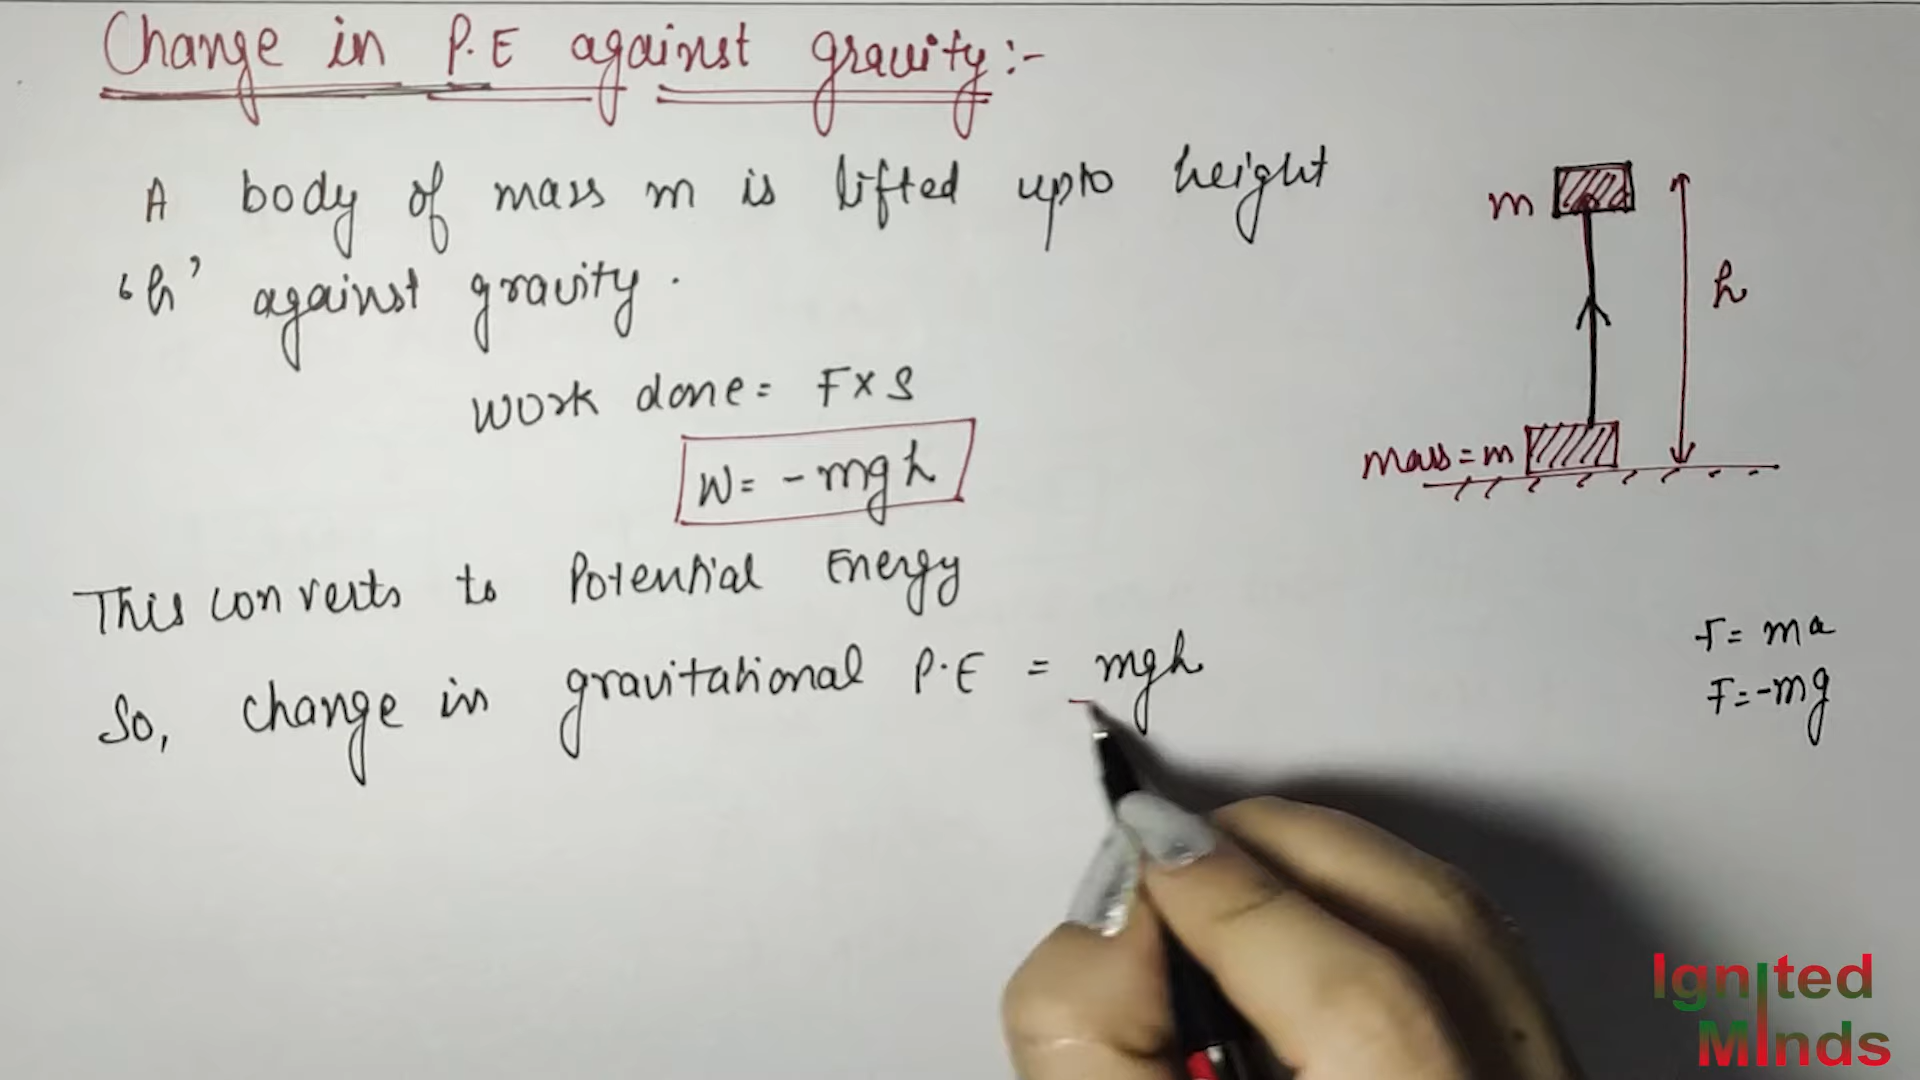 Change in P.E against gravity:-
A body of mass m is lifted upto height
'h' against gravity.
Work done = F×S
W = -mgh
This converts to Potential Energy
So, change in gravitational P.E = mgh
m
h
mass = m
F = ma
F = -mg
Ignited
Minds